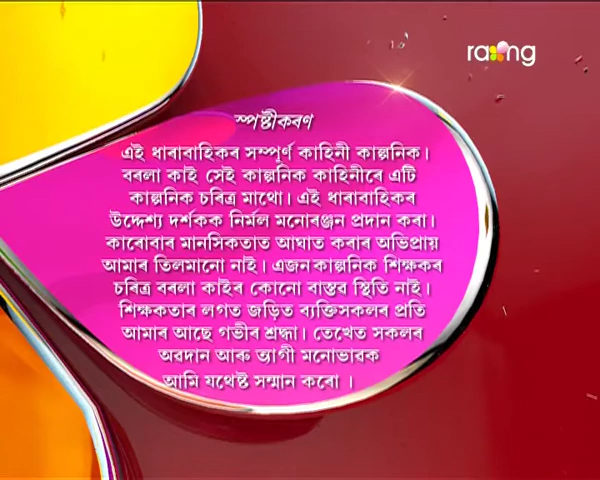 rang
স্পষ্টীকৰণ
এই ধাৰাবাহিকৰ সম্পূৰ্ণ কাহিনী কাল্পনিক।
বৰলা কাই সেই কাল্পনিক কাহিনীৰে এটি
কাল্পনিক চৰিত্ৰ মাথো। এই ধাৰাবাহিকৰ
উদ্দেশ্য দৰ্শকক নিৰ্মল মনোৰঞ্জন প্ৰদান কৰা।
কাৰোবাৰ মানসিকতাত আঘাত কৰাৰ অভিপ্ৰায়
আমাৰ তিলমানো নাই। এজন কাল্পনিক শিক্ষকৰ
চৰিত্ৰ বৰলা কাইৰ কোনো বাস্তৱ স্থিতি নাই।
শিক্ষকতাৰ লগত জড়িত ব্যক্তিসকলৰ প্ৰতি
আমাৰ আছে গভীৰ শ্ৰদ্ধা। তেখেত সকলৰ
অৱদান আৰু ত্যাগী মনোভাৱক
আমি যথেষ্ট সন্মান কৰো ।